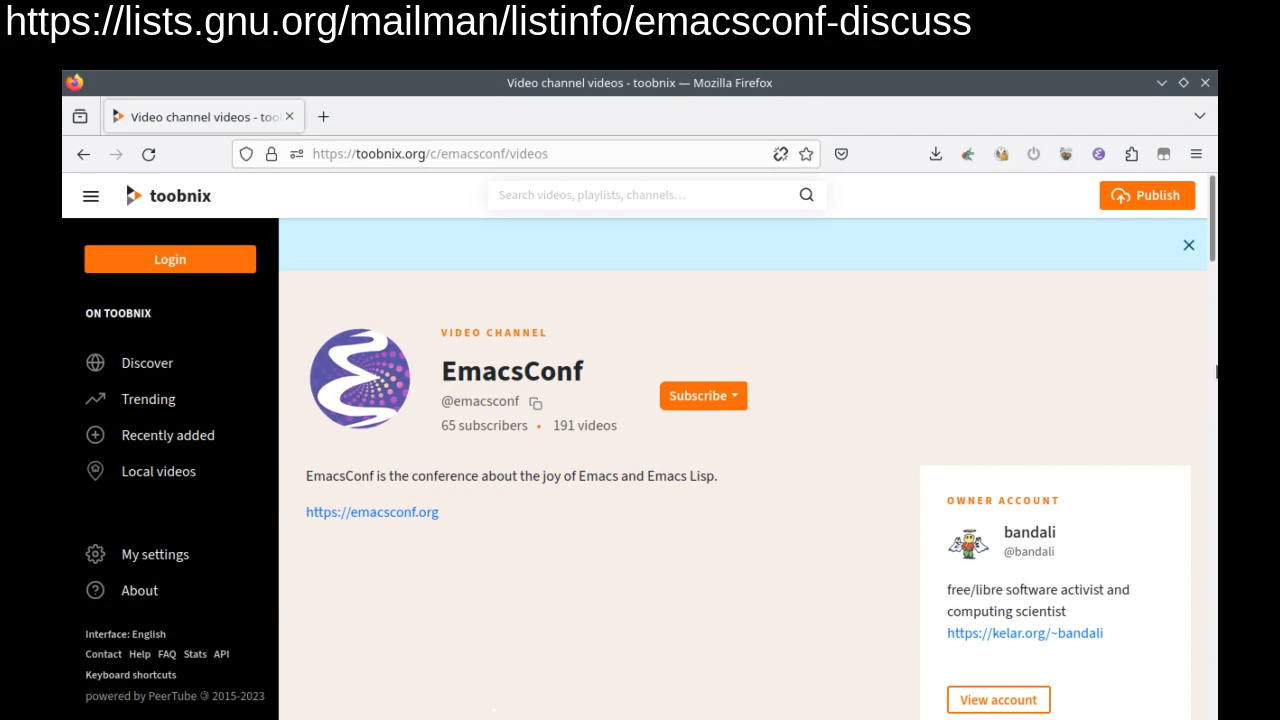 https://lists.gnu.org/mailman/listinfo/emacsconf-discuss
Video channel videos - toobnix — Mozilla Firefox
Video channel videos - too
https://toobnix.org/c/emacsconf/videos
toobnix
Search videos, playlists, channels…
Publish
Login
ON TOOBNIX
Discover
Trending
Recently added
Local videos
My settings
About
Interface: English
Contact Help FAQ Stats API
Keyboard shortcuts
powered by PeerTube © 2015-2023
VIDEO CHANNEL
EmacsConf
@emacsconf
65 subscribers • 191 videos
Subscribe
EmacsConf is the conference about the joy of Emacs and Emacs Lisp.
https://emacsconf.org
OWNER ACCOUNT
bandali
@bandali
free/libre software activist and
computing scientist
https://kelar.org/~bandali
View account